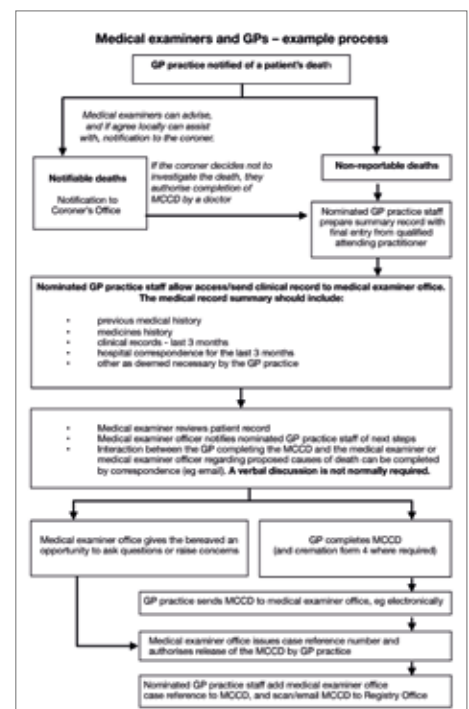 Medical examiners and GPs – example process
GP practice notified of a patient's death
Medical examiners can advise,
and if agree locally can assist
with, notification to the coroner.
Notifiable deaths
Notification to
Coroner's Office
If the coroner decides not to
investigate the death, they
authorise completion of
MCCD by a doctor
Non-reportable deaths
Nominated GP practice staff
prepare summary record with
final entry from qualified
attending practitioner
Nominated GP practice staff allow access/send clinical record to medical examiner office.
The medical record summary should include:
• previous medical history
• medicines history
• clinical records - last 3 months
• hospital correspondence for the last 3 months
• other as deemed necessary by the GP practice
• Medical examiner reviews patient record
• Medical examiner officer notifies nominated GP practice staff of next steps
• Interaction between the GP completing the MCCD and the medical examiner or
medical examiner officer regarding proposed causes of death can be completed
by correspondence (eg email). A verbal discussion is not normally required.
Medical examiner office gives the bereaved an
opportunity to ask questions or raise concerns
GP completes MCCD
(and cremation form 4 where required)
GP practice sends MCCD to medical examiner office, eg electronically
Medical examiner office issues case reference number and
authorises release of the MCCD by GP practice
Nominated GP practice staff add medical examiner office
case reference to MCCD, and scan/email MCCD to Registry Office